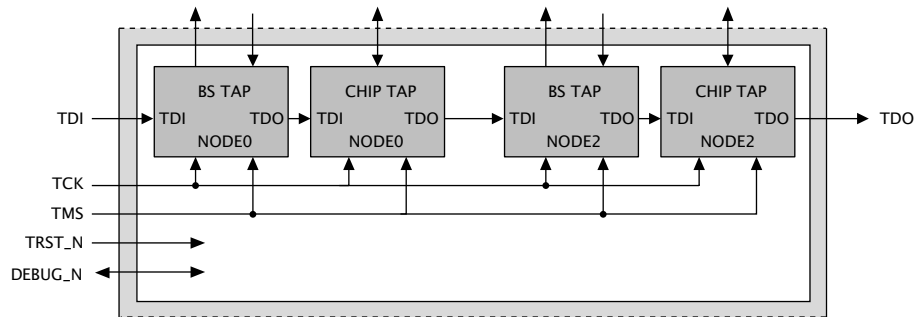 BS TAP
CHIP TAP
BS TAP
CHIP TAP
TDI
TDI TDO
TDI TDO
TDI TDO
TDI TDO
TDO
NODE0
NODE0
NODE2
NODE2
TCK
TMS
TRST_N
DEBUG_N